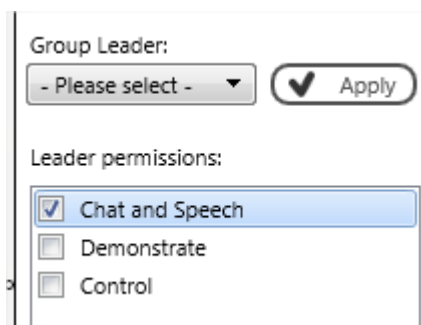 Group Leader:
- Please select - Apply
Leader permissions:
Chat and Speech
Demonstrate
Control